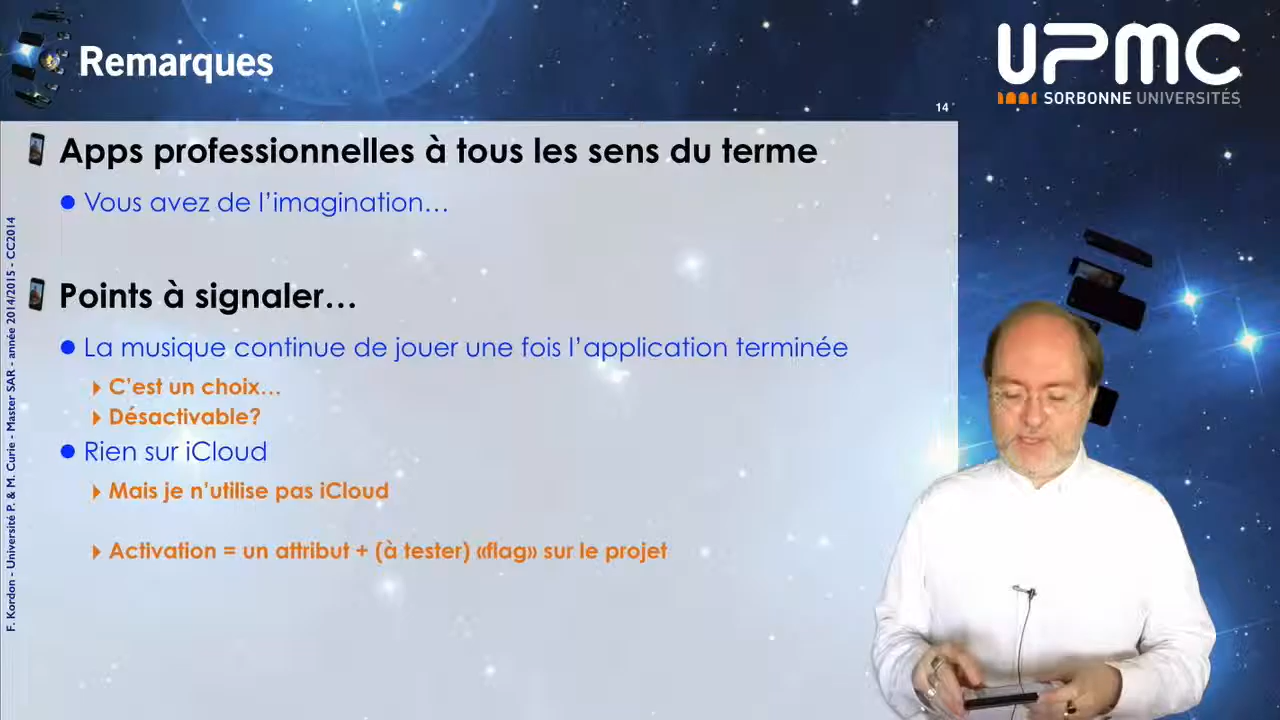 Remarques
UPMC
SORBONNE UNIVERSITÉS
14
Apps professionnelles à tous les sens du terme
Vous avez de l’imagination…
Points à signaler…
La musique continue de jouer une fois l’application terminée
C’est un choix…
Désactivable?
Rien sur iCloud
Mais je n’utilise pas iCloud
Activation = un attribut + (à tester) «flag» sur le projet
F. Kordon - Université P. & M. Curie - Master SAR - année 2014/2015 - CC2014